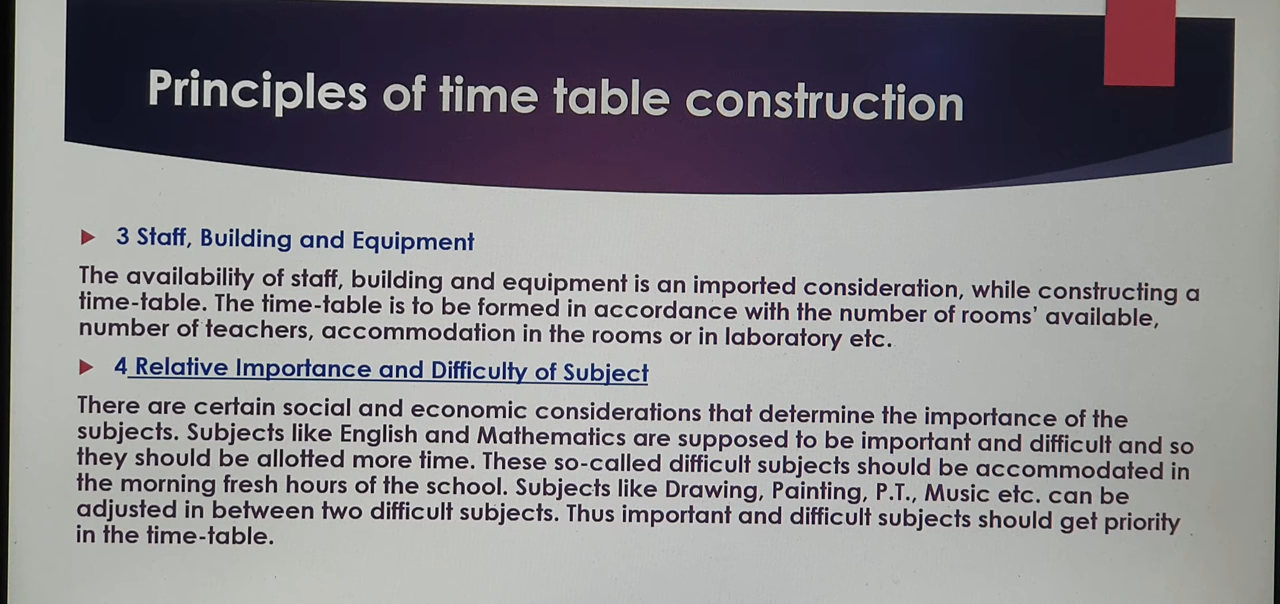 Principles of time table construction
3 Staff, Building and Equipment
The availability of staff, building and equipment is an imported consideration, while constructing a
time-table. The time-table is to be formed in accordance with the number of rooms' available,
number of teachers, accommodation in the rooms or in laboratory etc.
4 Relative Importance and Difficulty of Subject
There are certain social and economic considerations that determine the importance of the
subjects. Subjects like English and Mathematics are supposed to be important and difficult and so
they should be allotted more time. These so-called difficult subjects should be accommodated in
the morning fresh hours of the school. Subjects like Drawing, Painting, P.T., Music etc. can be
adjusted in between two difficult subjects. Thus important and difficult subjects should get priority
in the time-table.